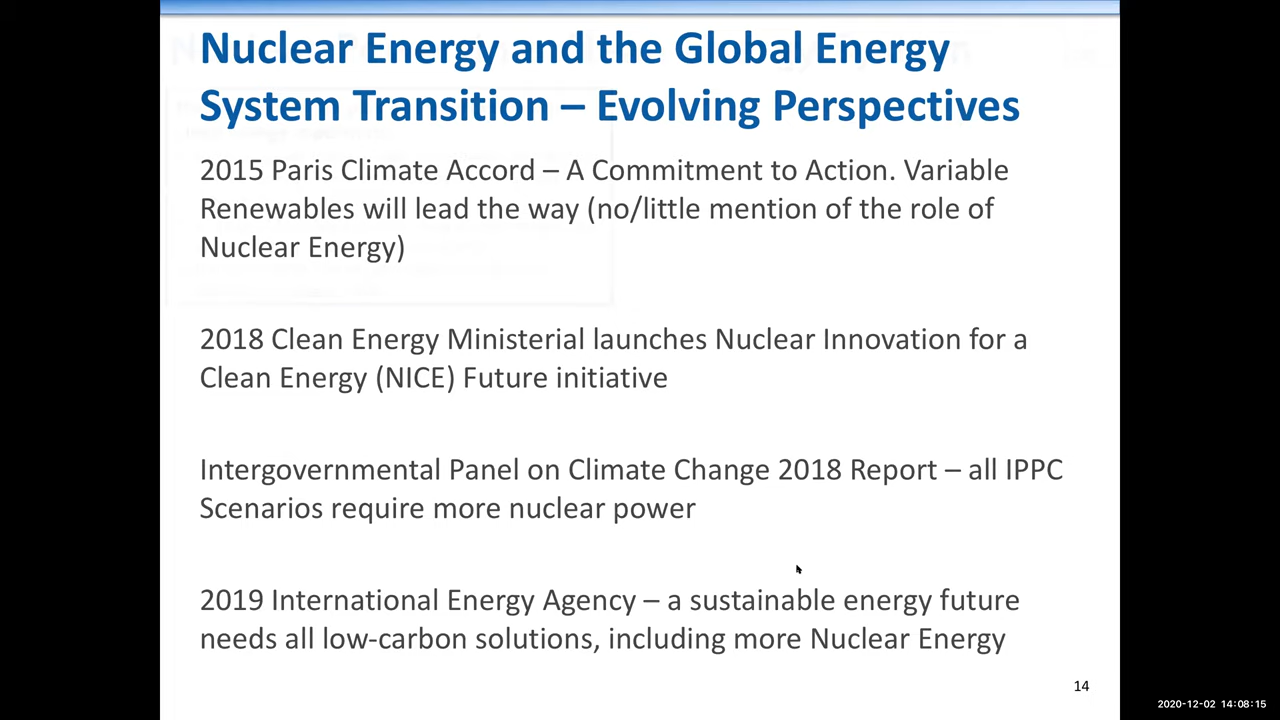 Nuclear Energy and the Global Energy
System Transition – Evolving Perspectives
2015 Paris Climate Accord – A Commitment to Action. Variable
Renewables will lead the way (no/little mention of the role of
Nuclear Energy)
2018 Clean Energy Ministerial launches Nuclear Innovation for a
Clean Energy (NICE) Future initiative
Intergovernmental Panel on Climate Change 2018 Report – all IPPC
Scenarios require more nuclear power
2019 International Energy Agency – a sustainable energy future
needs all low-carbon solutions, including more Nuclear Energy
14
2020-12-02 14:08:15